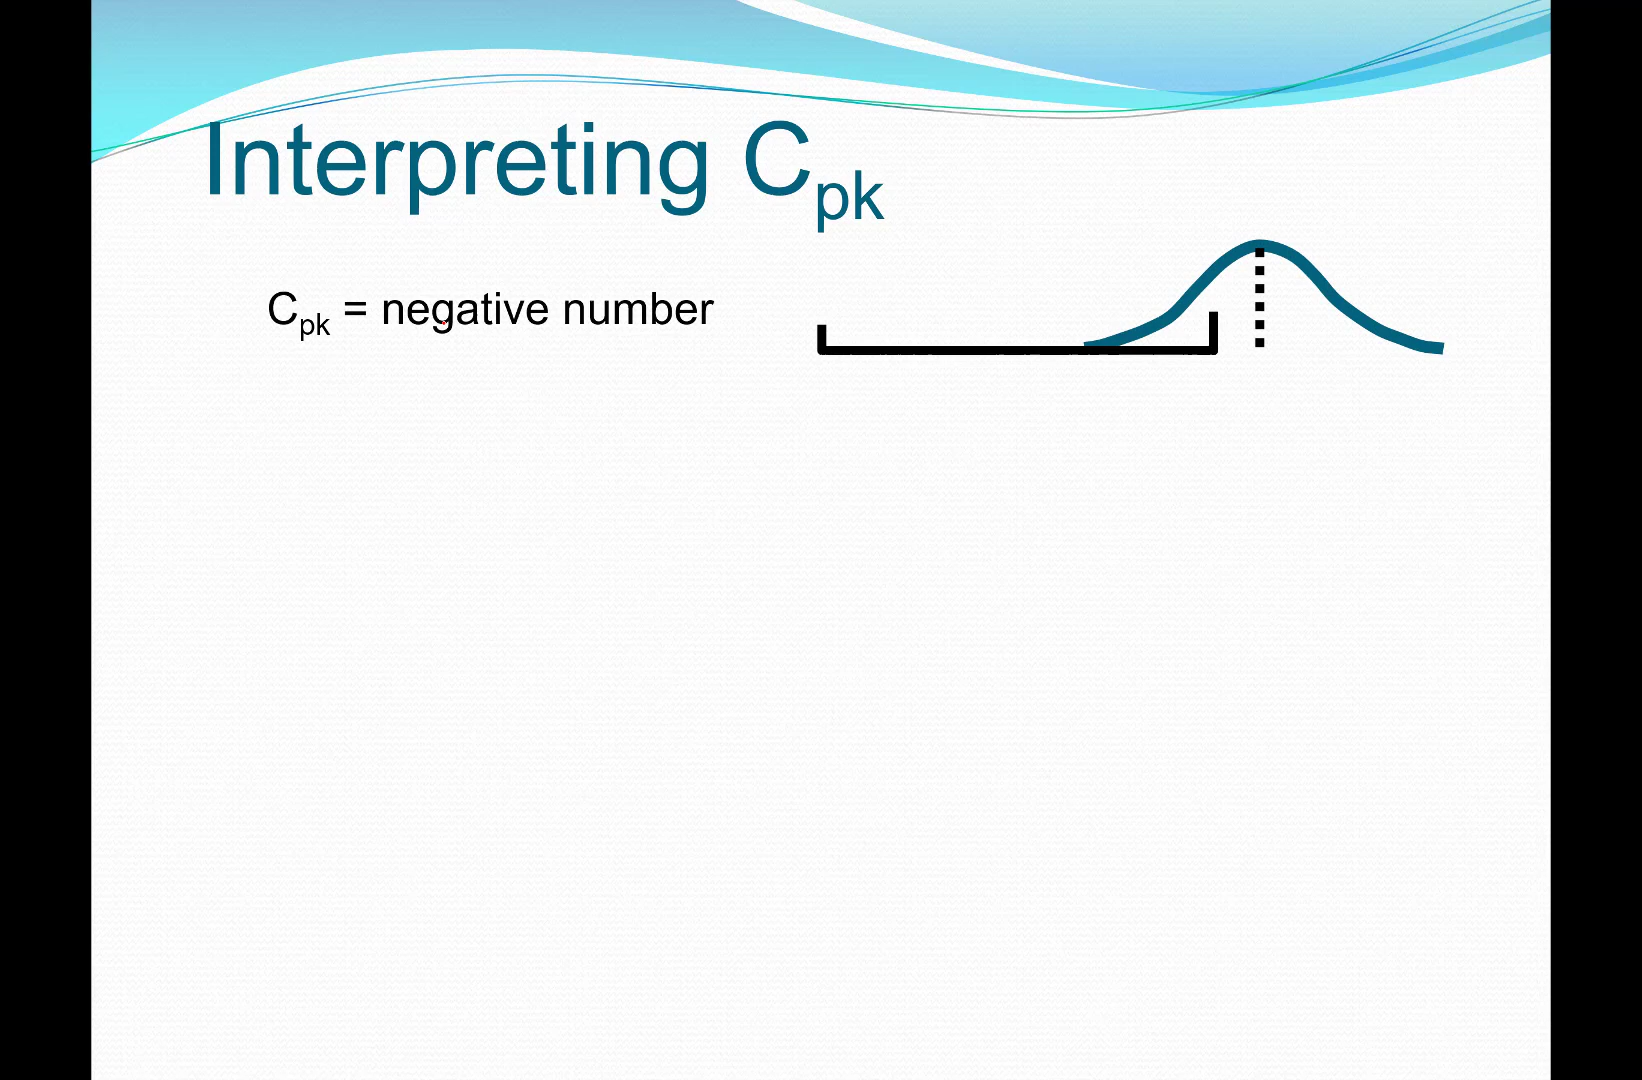 Interpreting Cpk
Cpk = negative number